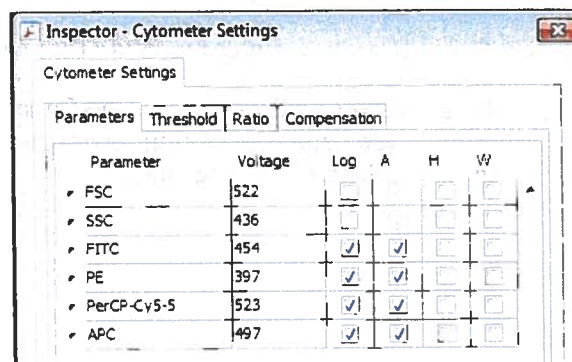 Inspector - Cytometer Settings
Cytometer Settings
Parameters Threshold Ratio Compensation
Parameter Voltage Log A H W
FSC 522
SSC 436
FITC 454
PE 397
PerCP-Cy5-5 523
APC 497